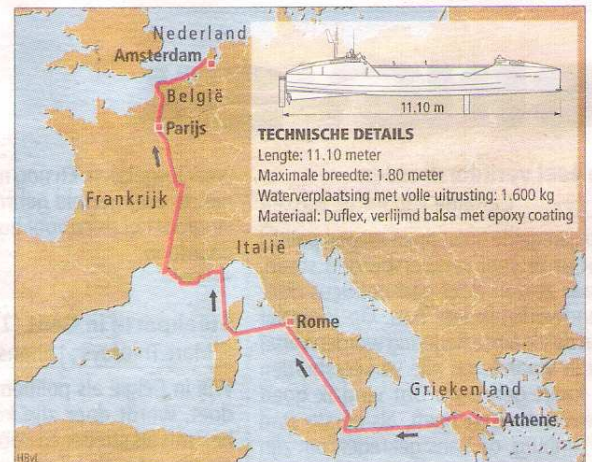 Nederland
Amsterdam
België
Parijs
Frankrijk
Italië
Rome
Griekenland
Athene
11.10 m
TECHNISCHE DETAILS
Lengte: 11.10 meter
Maximale breedte: 1.80 meter
Waterverplaatsing met volle uitrusting: 1.600 kg
Materiaal: Duflex, verlijmd balsa met epoxy coating
HBvL